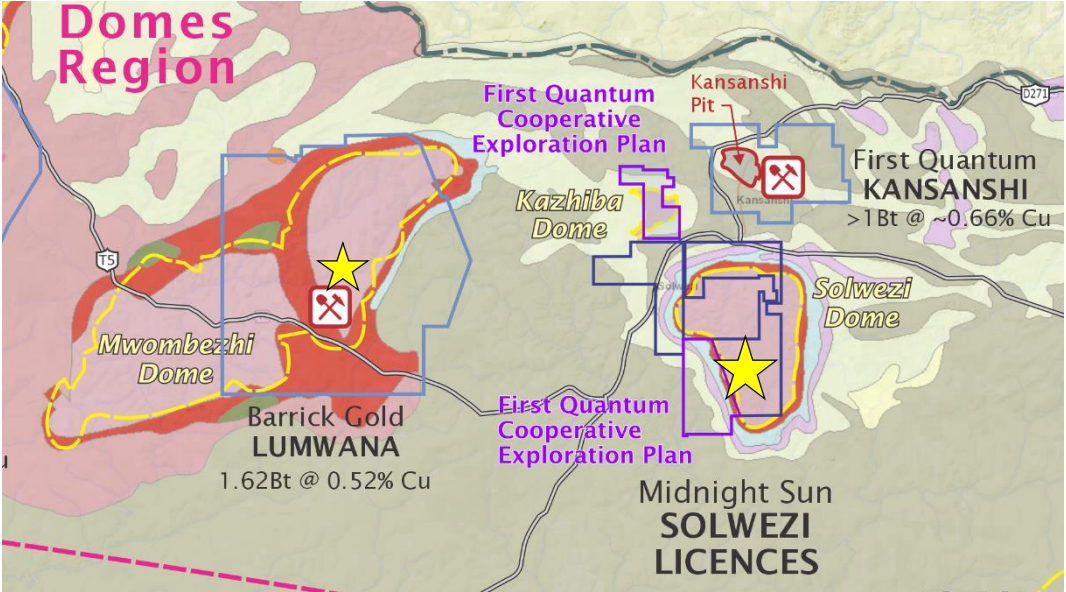 Domes
Region
First Quantum
Cooperative
Exploration Plan
Kansanshi
Pit
D271
First Quantum
KANSANSHI
>1Bt @ ~0.66% Cu
Kansanshi
Kazhiba
Dome
T5
Solwezi
Solwezi
Dome
Mwombezhi
Dome
Barrick Gold
LUMWANA
1.62Bt @ 0.52% Cu
First Quantum
Cooperative
Exploration Plan
Midnight Sun
SOLWEZI
LICENCES